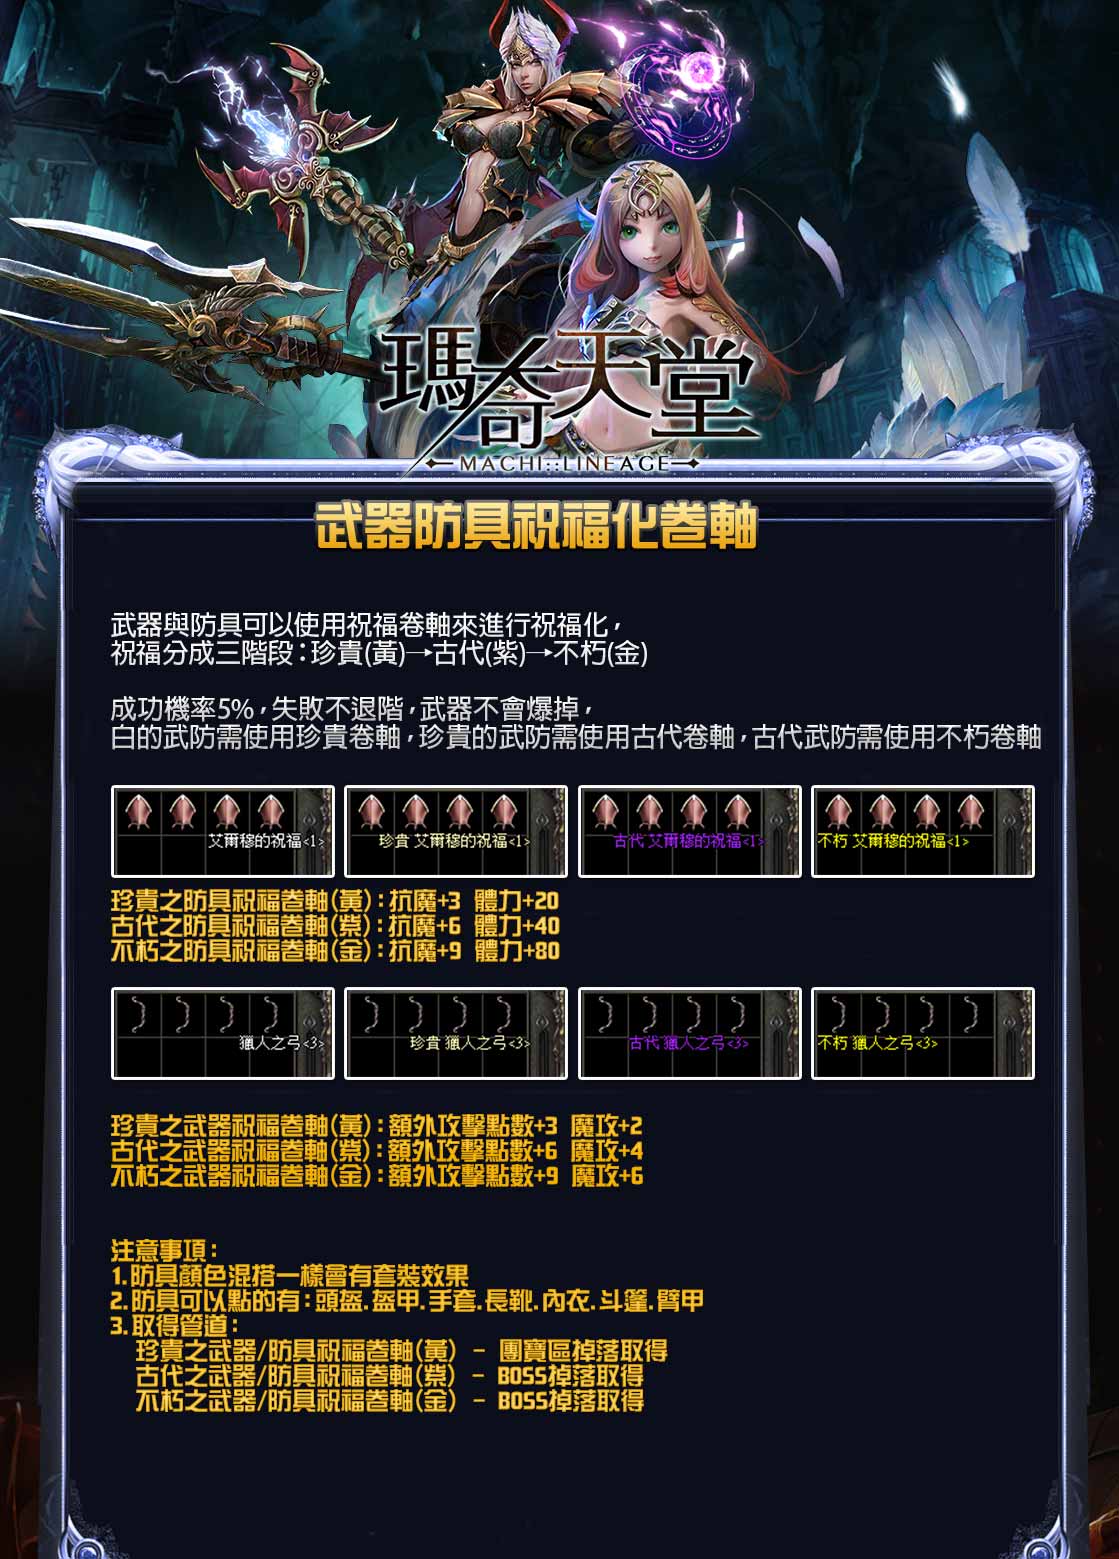 瑪奇天堂
MACHI::LINEAGE
武器防具祝福化卷軸
武器與防具可以使用祝福卷軸來進行祝福化，
祝福分成三階段：珍貴(黃)→古代(紫)→不朽(金)
成功機率5%，失敗不退階，武器不會爆掉，
白的武防需使用珍貴卷軸，珍貴的武防需使用古代卷軸，古代武防需使用不朽卷軸
艾爾穆的祝福<1>
珍貴 艾爾穆的祝福<1>
古代 艾爾穆的祝福<1>
不朽 艾爾穆的祝福<1>
珍貴之防具祝福卷軸(黃)：抗魔+3 體力+20
古代之防具祝福卷軸(紫)：抗魔+6 體力+40
不朽之防具祝福卷軸(金)：抗魔+9 體力+80
獵人之弓<3>
珍貴 獵人之弓<3>
古代 獵人之弓<3>
不朽 獵人之弓<3>
珍貴之武器祝福卷軸(黃)：額外攻擊點數+3 魔攻+2
古代之武器祝福卷軸(紫)：額外攻擊點數+6 魔攻+4
不朽之武器祝福卷軸(金)：額外攻擊點數+9 魔攻+6
注意事項：
1.防具顏色混搭一樣會有套裝效果
2.防具可以點的有：頭盔.盔甲.手套.長靴.內衣.斗篷.臂甲
3.取得管道：
珍貴之武器/防具祝福卷軸(黃) - 團寶區掉落取得
古代之武器/防具祝福卷軸(紫) - BOSS掉落取得
不朽之武器/防具祝福卷軸(金) - BOSS掉落取得